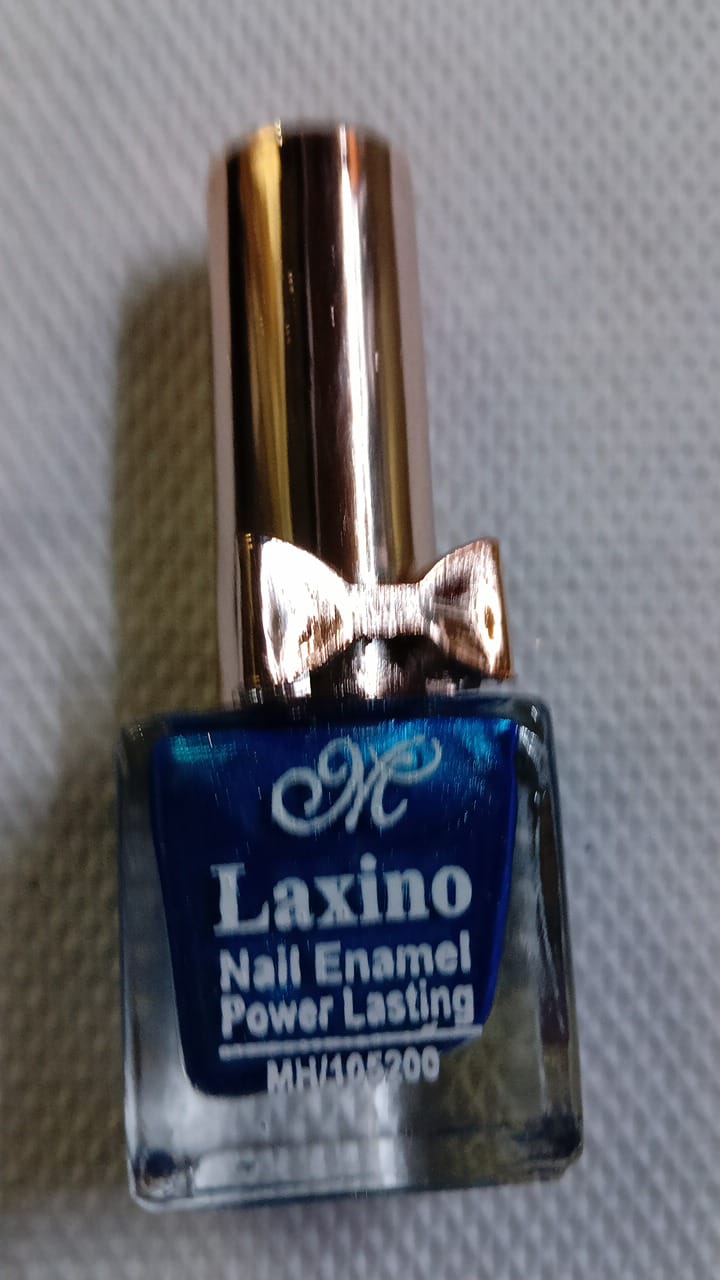 M
Laxino
Nail Enamel
Power Lasting
MH/105200